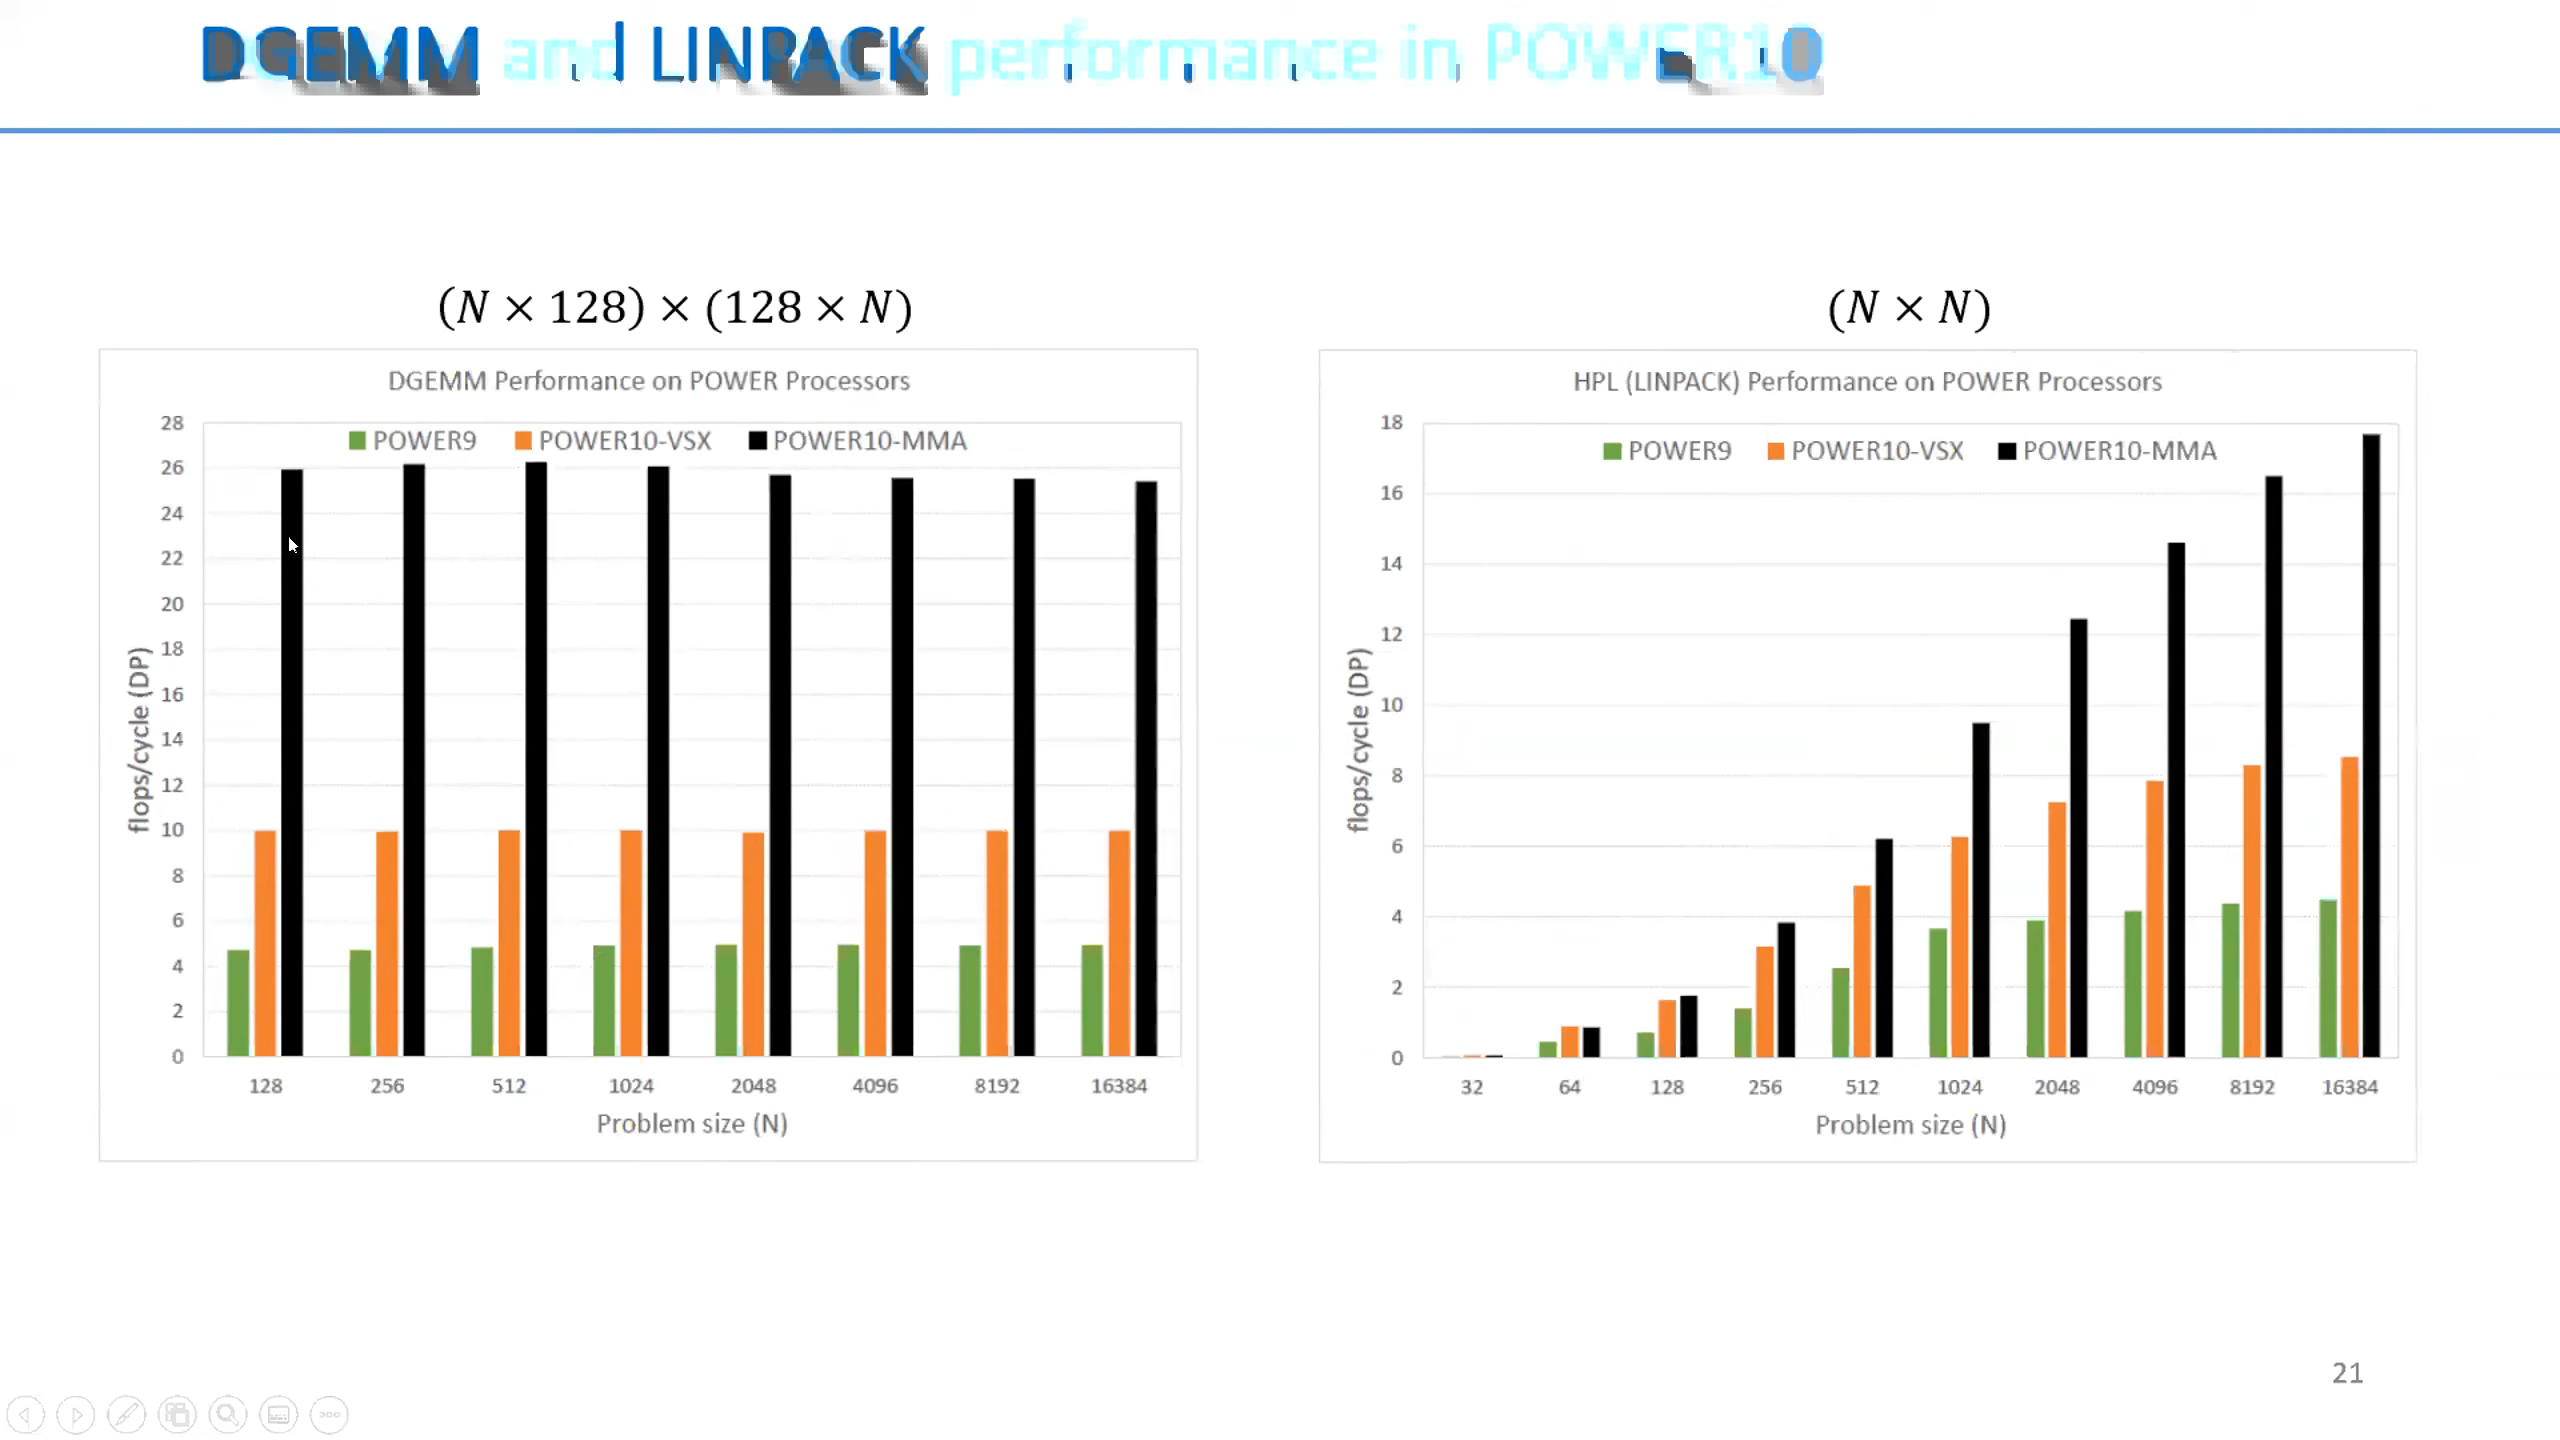 DGEMM and LINPACK performance in POWER10
(N × 128) × (128 × N)
DGEMM Performance on POWER Processors
POWER9 POWER10-VSX POWER10-MMA
28
26
24
22
20
18
16
14
12
10
8
6
4
2
0
flops/cycle (DP)
128 256 512 1024 2048 4096 8192 16384
Problem size (N)
(N × N)
HPL (LINPACK) Performance on POWER Processors
POWER9 POWER10-VSX POWER10-MMA
18
16
14
12
10
8
6
4
2
0
flops/cycle (DP)
32 64 128 256 512 1024 2048 4096 8192 16384
Problem size (N)
21